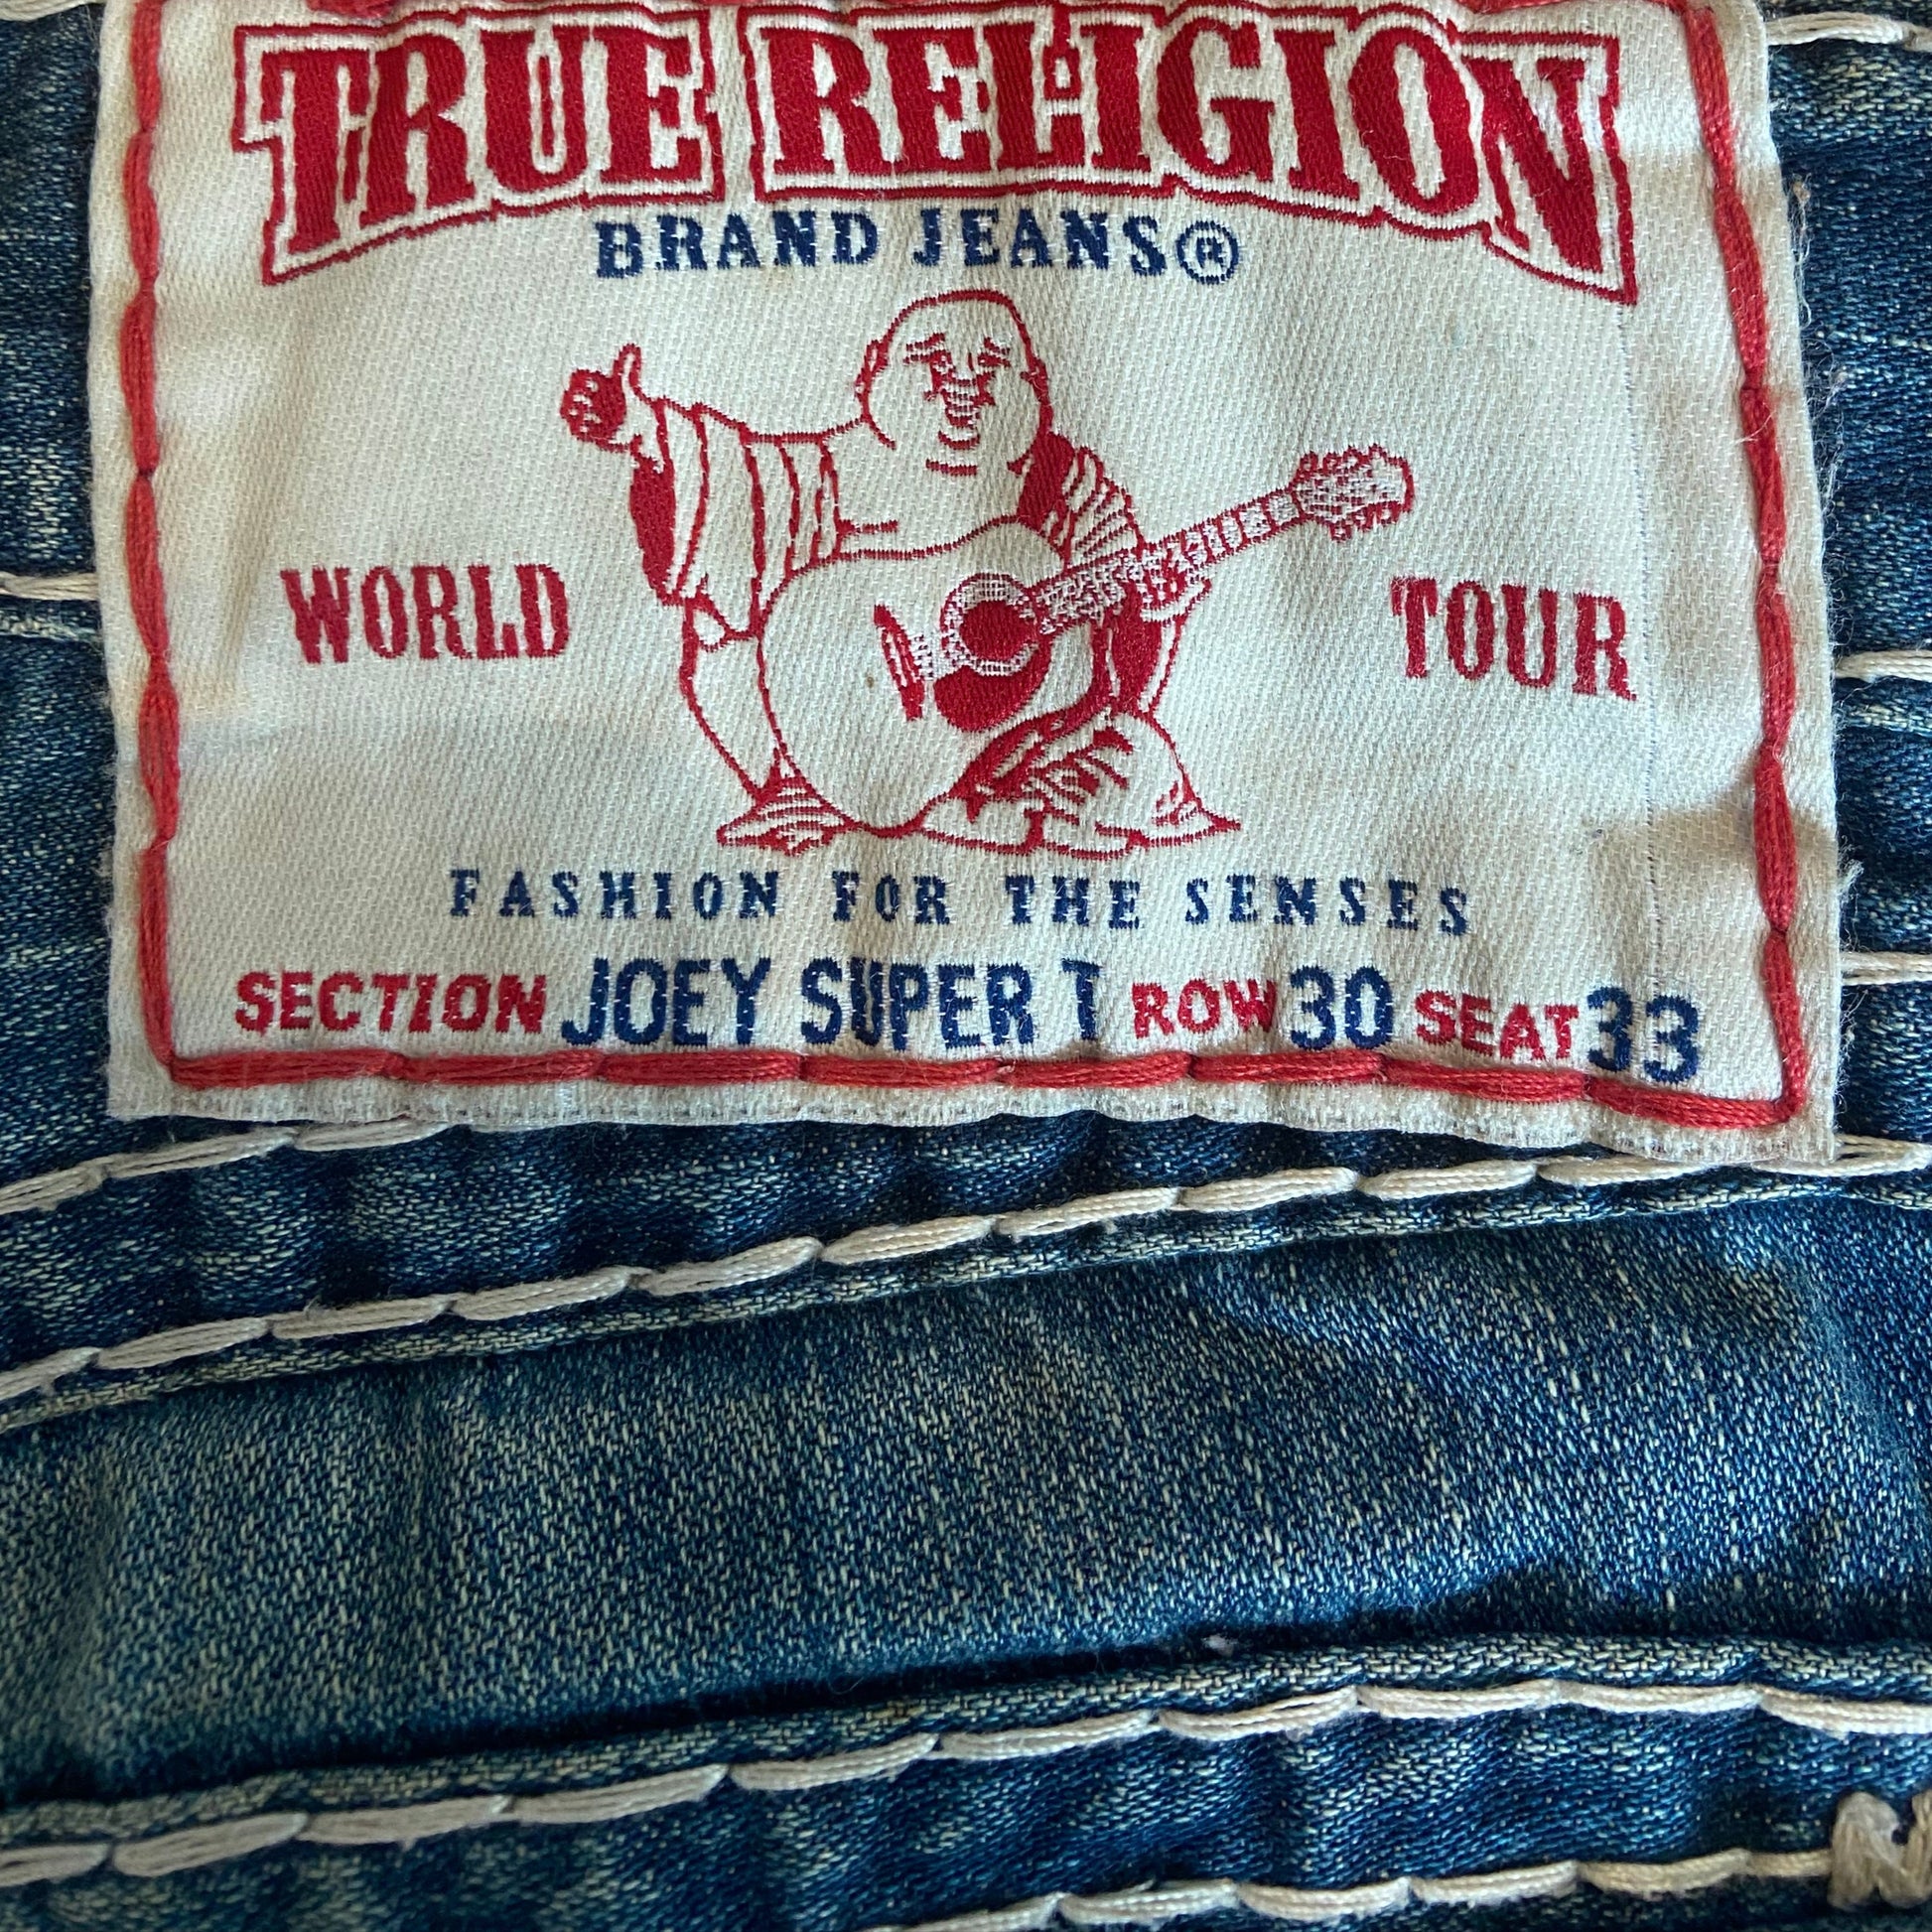 TRUE RELIGION
BRAND JEANS®
WORLD TOUR
FASHION FOR THE SENSES
SECTION JOEY SUPER T ROW 30 SEAT 33